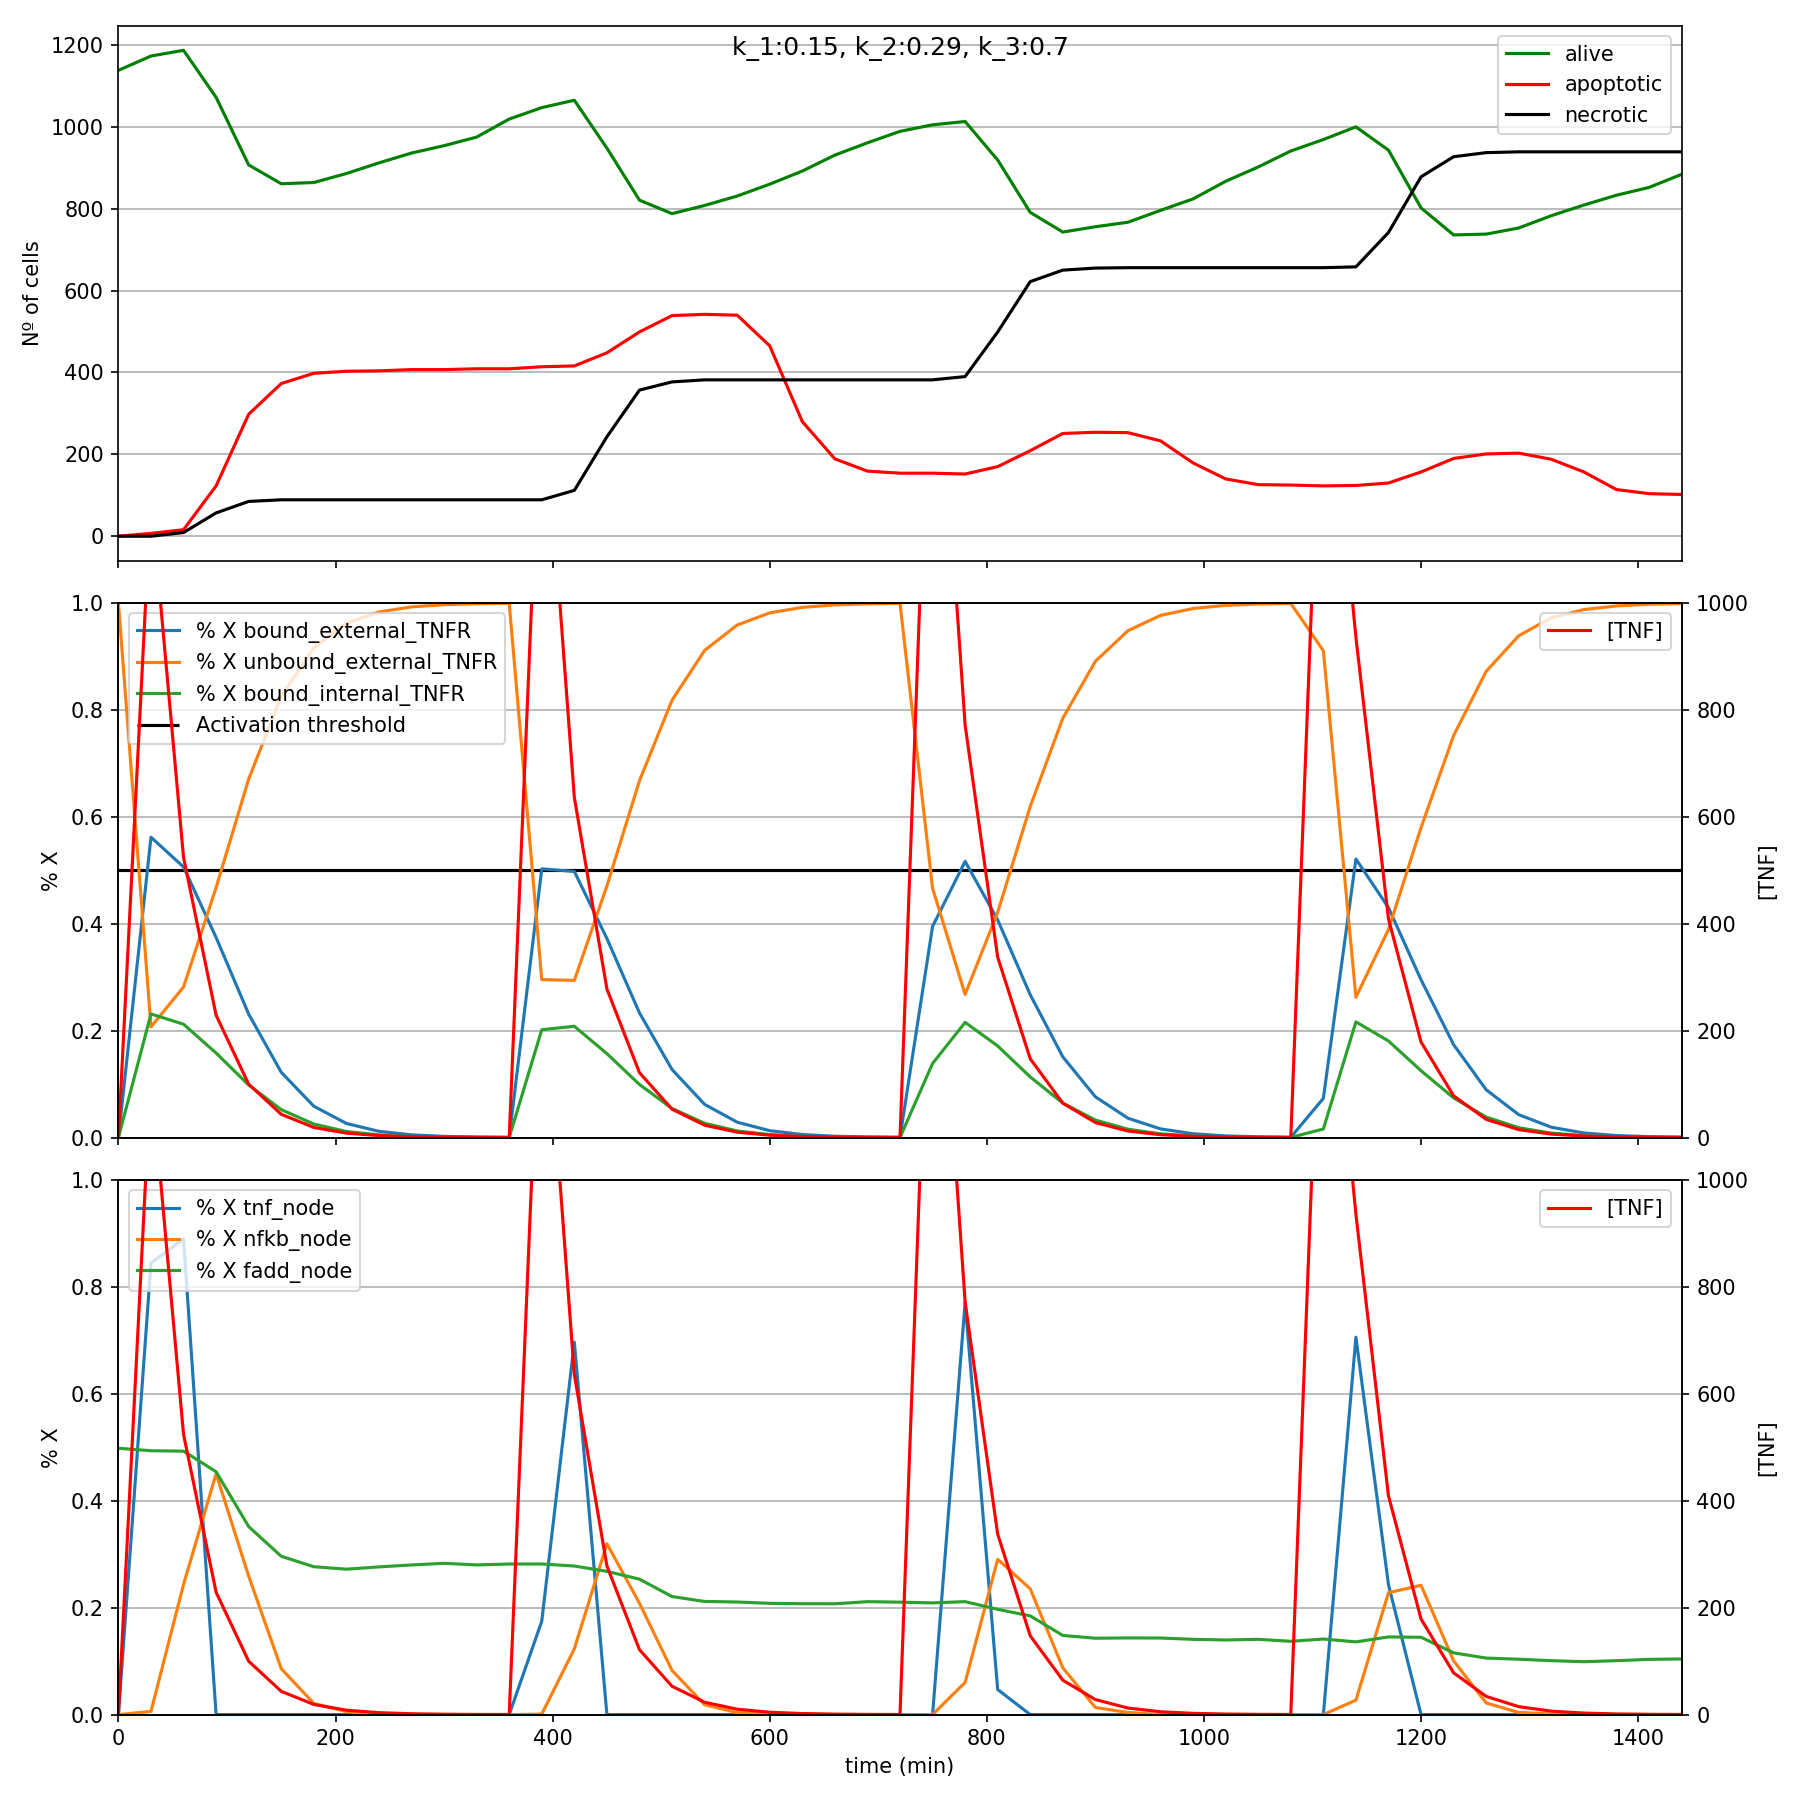 k_1:0.15, k_2:0.29, k_3:0.7
alive
apoptotic
necrotic
1200
1000
800
600
400
200
0
Nº of cells
% X bound_external_TNFR
% X unbound_external_TNFR
% X bound_internal_TNFR
Activation threshold
[TNF]
1.0
0.8
0.6
0.4
0.2
0.0
% X
1000
800
600
400
200
0
[TNF]
% X tnf_node
% X nfkb_node
% X fadd_node
[TNF]
1.0
0.8
0.6
0.4
0.2
0.0
% X
1000
800
600
400
200
0
[TNF]
0 200 400 600 800 1000 1200 1400
time (min)